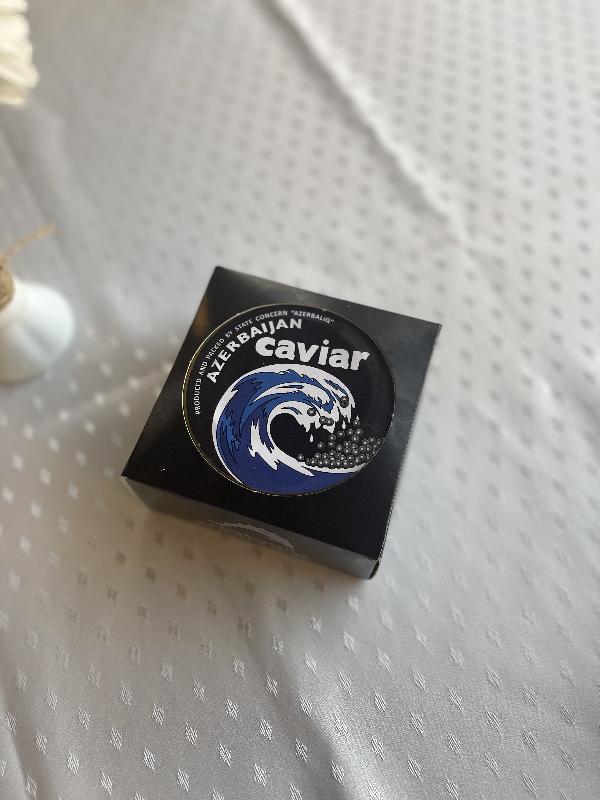 PRODUCED AND PACKED BY STATE CONCERN "AZERBALIQ"
AZERBAIJAN
caviar